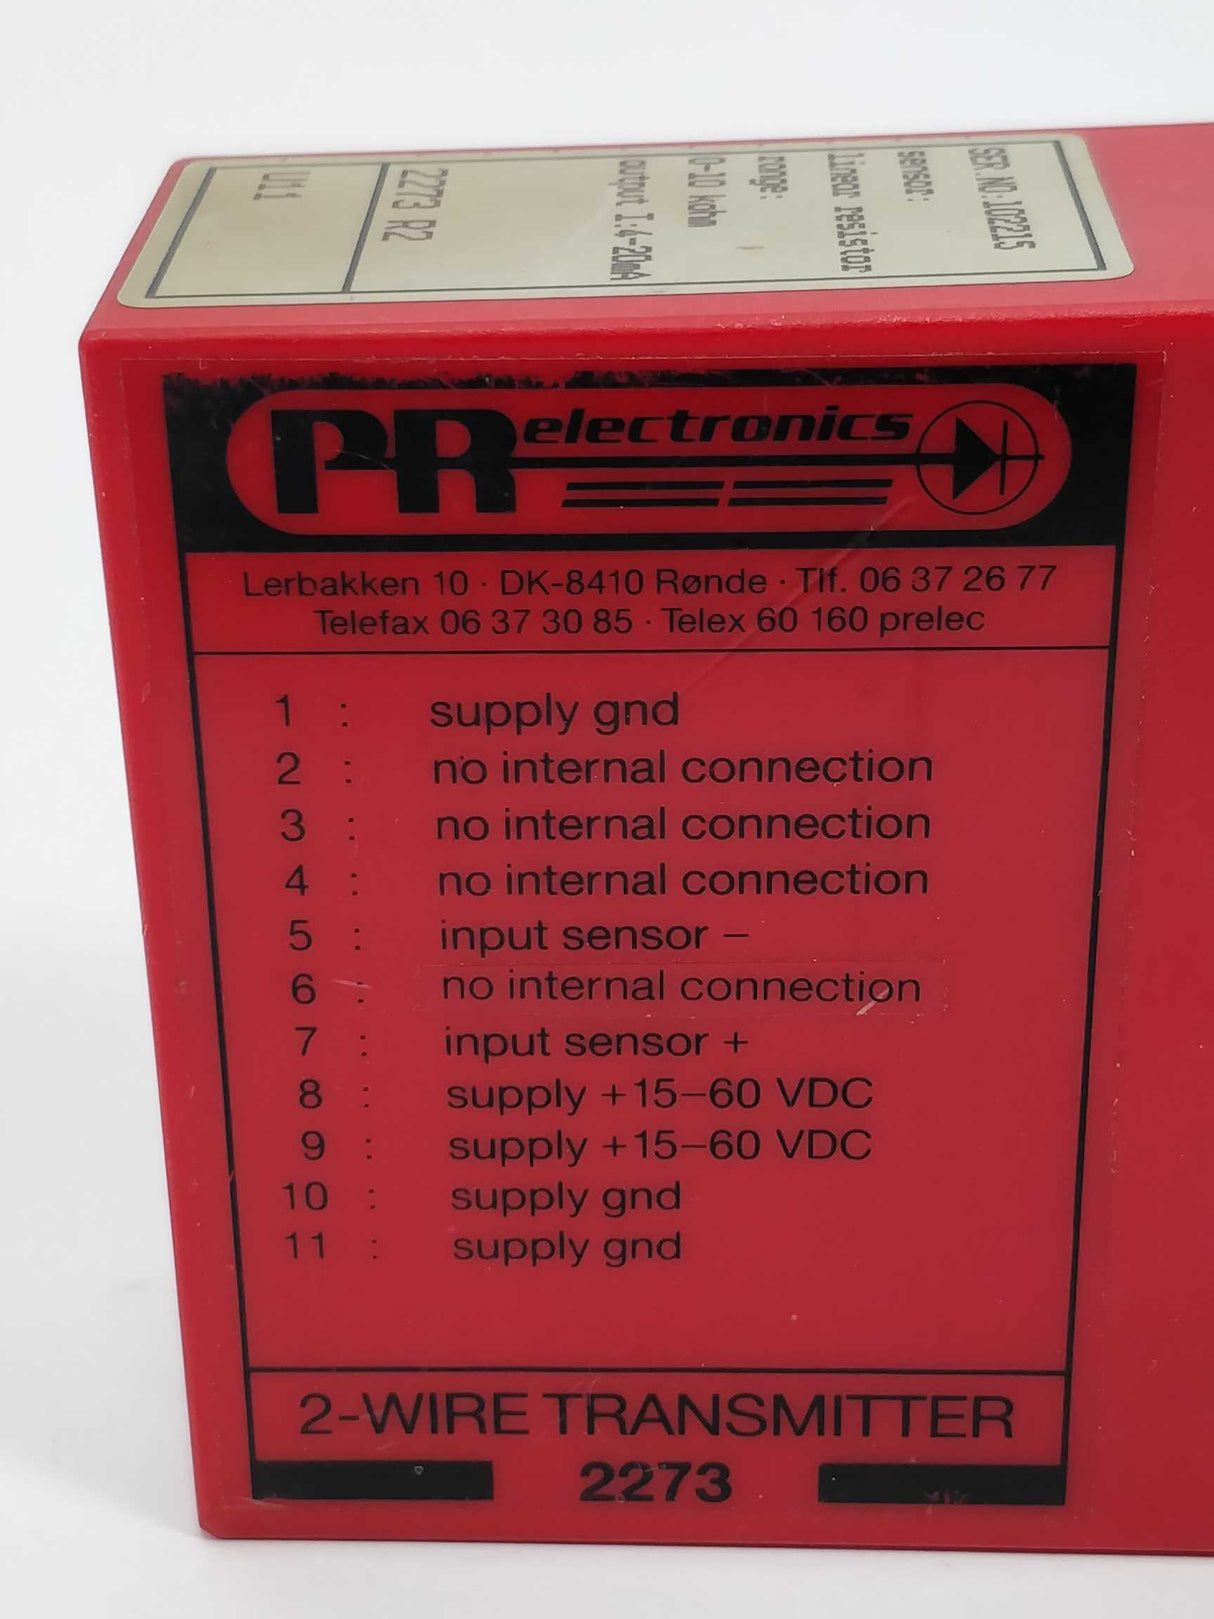 SER.NO:102215
sensor:
linear resistor
range:
0-10 kohm
output I:4-20mA
2273 R2
PR electronics
Lerbakken 10 · DK-8410 Rønde · Tlf. 06 37 26 77
Telefax 06 37 30 85 · Telex 60 160 prelec
1 : supply gnd
2 : no internal connection
3 : no internal connection
4 : no internal connection
5 : input sensor –
6 : no internal connection
7 : input sensor +
8 : supply +15–60 VDC
9 : supply +15–60 VDC
10 : supply gnd
11 : supply gnd
2-WIRE TRANSMITTER
2273